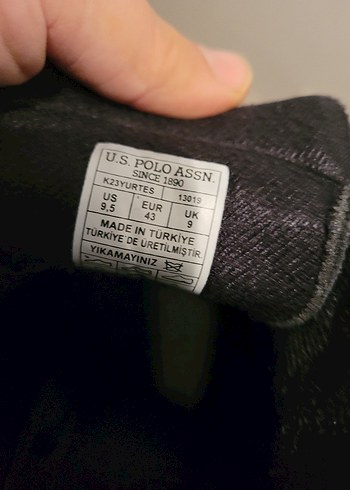 U.S. POLO ASSN.
SINCE 1890
K23YURTES 13019
US EUR UK
9,5 43 9
MADE IN TURKIYE
TÜRKİYE DE ÜRETİLMİŞTİR
YIKAMAYINIZ